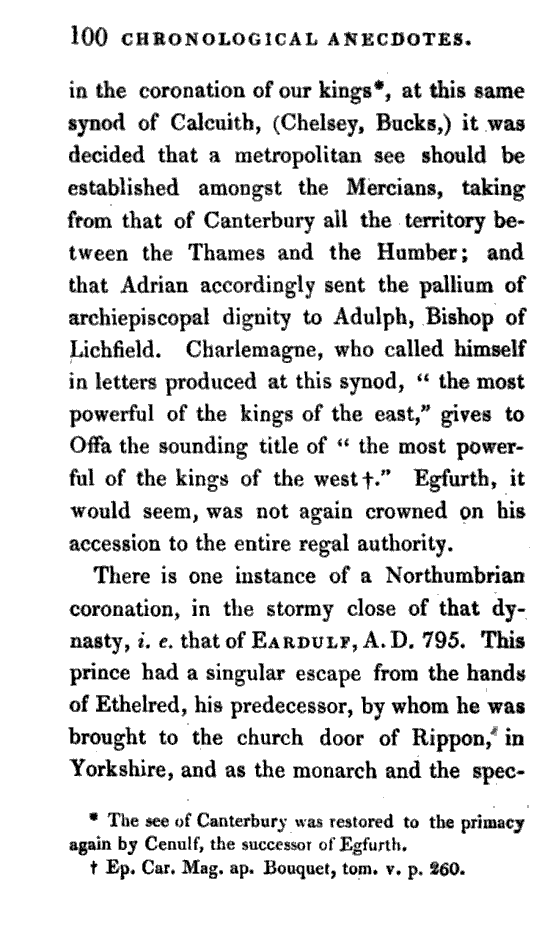 100 CHRONOLOGICAL ANECDOTES.
in the coronation of our kings*, at this same
synod of Calcuith, (Chelsey, Bucks,) it was
decided that a metropolitan see should be
established amongst the Mercians, taking
from that of Canterbury all the territory be-
tween the Thames and the Humber; and
that Adrian accordingly sent the pallium of
archiepiscopal dignity to Adulph, Bishop of
Lichfield. Charlemagne, who called himself
in letters produced at this synod, “ the most
powerful of the kings of the east,” gives to
Offa the sounding title of “ the most power-
ful of the kings of the west †.” Egfurth, it
would seem, was not again crowned on his
accession to the entire regal authority.
There is one instance of a Northumbrian
coronation, in the stormy close of that dy-
nasty, i. e. that of EARDULF, A. D. 795. This
prince had a singular escape from the hands
of Ethelred, his predecessor, by whom he was
brought to the church door of Rippon, in
Yorkshire, and as the monarch and the spec-
* The see of Canterbury was restored to the primacy
again by Cenulf, the successor of Egfurth.
† Ep. Car. Mag. ap. Bouquet, tom. v. p. 260.